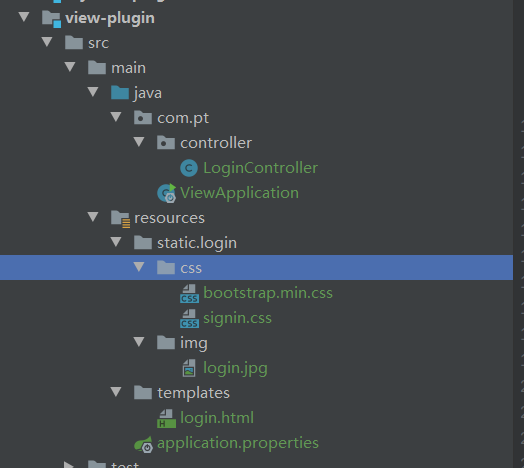 view-plugin
src
main
java
com.pt
controller
LoginController
ViewApplication
resources
static.login
css
bootstrap.min.css
signin.css
img
login.jpg
templates
login.html
application.properties
test